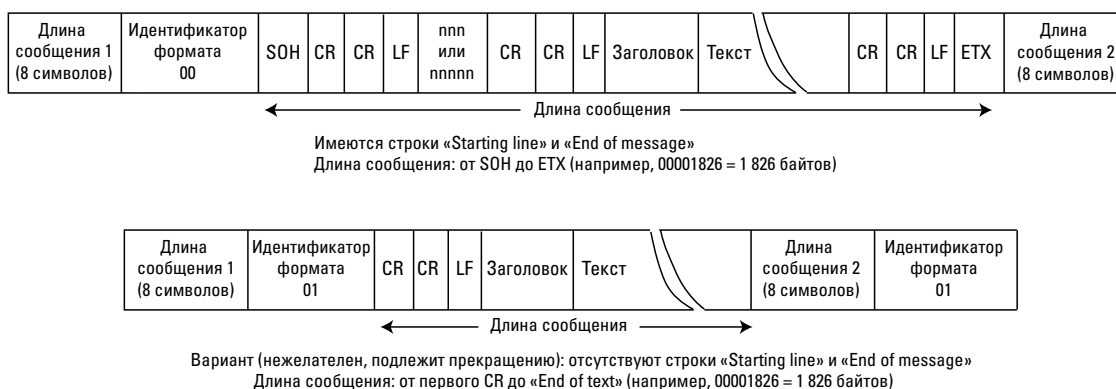 Длина сообщения 1 (8 символов)
Идентификатор формата 00
SOH
CR
CR
LF
nnn или nnnnn
CR
CR
LF
Заголовок
Текст
CR
CR
LF
ETX
Длина сообщения 2 (8 символов)
Длина сообщения
Имеются строки «Starting line» и «End of message»
Длина сообщения: от SOH до ETX (например, 00001826 = 1 826 байтов)
Длина сообщения 1 (8 символов)
Идентификатор формата 01
CR
CR
LF
Заголовок
Текст
Длина сообщения 2 (8 символов)
Идентификатор формата 01
Длина сообщения
Вариант (нежелателен, подлежит прекращению): отсутствуют строки «Starting line» и «End of message»
Длина сообщения: от первого CR до «End of text» (например, 00001826 = 1 826 байтов)